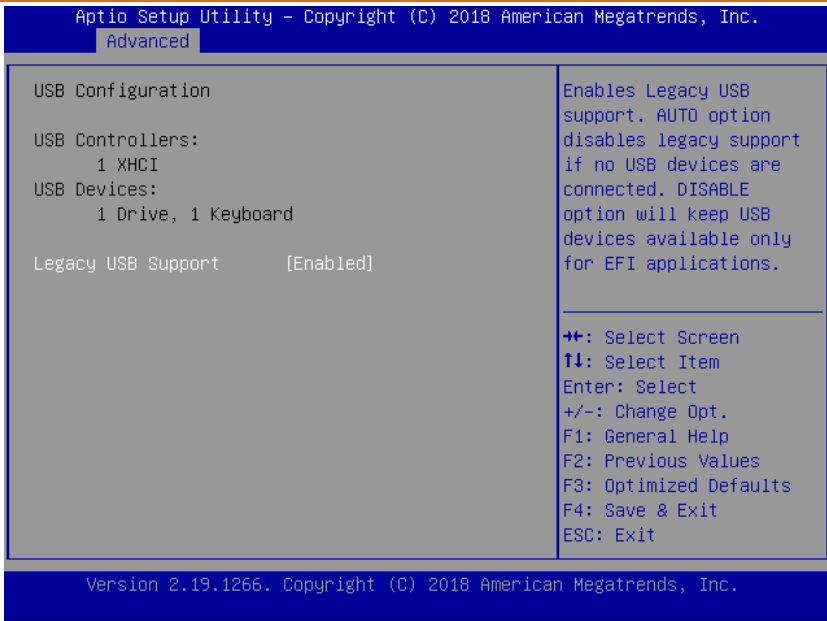 Aptio Setup Utility – Copyright (C) 2018 American Megatrends, Inc.
Advanced
USB Configuration
USB Controllers:
1 XHCI
USB Devices:
1 Drive, 1 Keyboard
Legacy USB Support [Enabled]
Enables Legacy USB
support. AUTO option
disables legacy support
if no USB devices are
connected. DISABLE
option will keep USB
devices available only
for EFI applications.
→←: Select Screen
↑↓: Select Item
Enter: Select
+/-: Change Opt.
F1: General Help
F2: Previous Values
F3: Optimized Defaults
F4: Save & Exit
ESC: Exit
Version 2.19.1266. Copyright (C) 2018 American Megatrends, Inc.